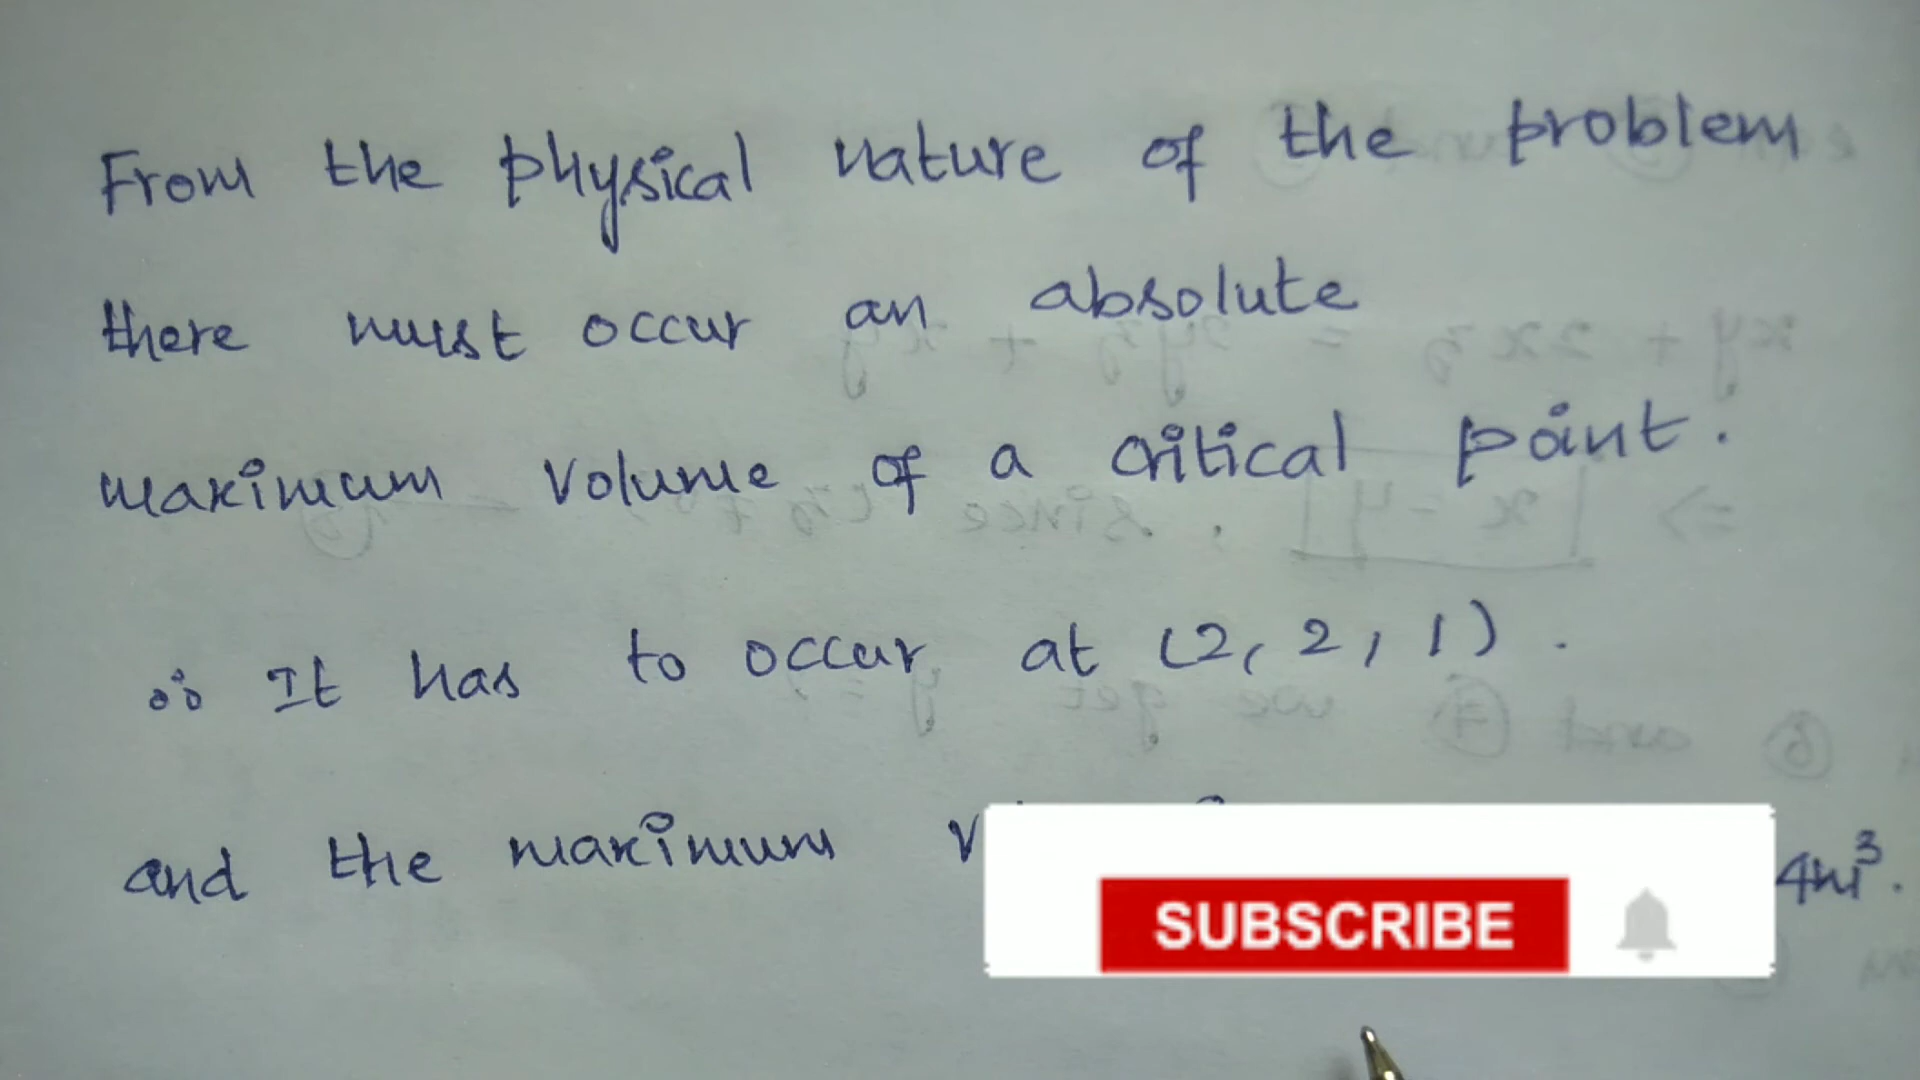 From the physical nature of the problem
there must occur an absolute
maximum volume of a critical point.
∴ It has to occur at (2, 2, 1).
and the maximum 4m³.
SUBSCRIBE